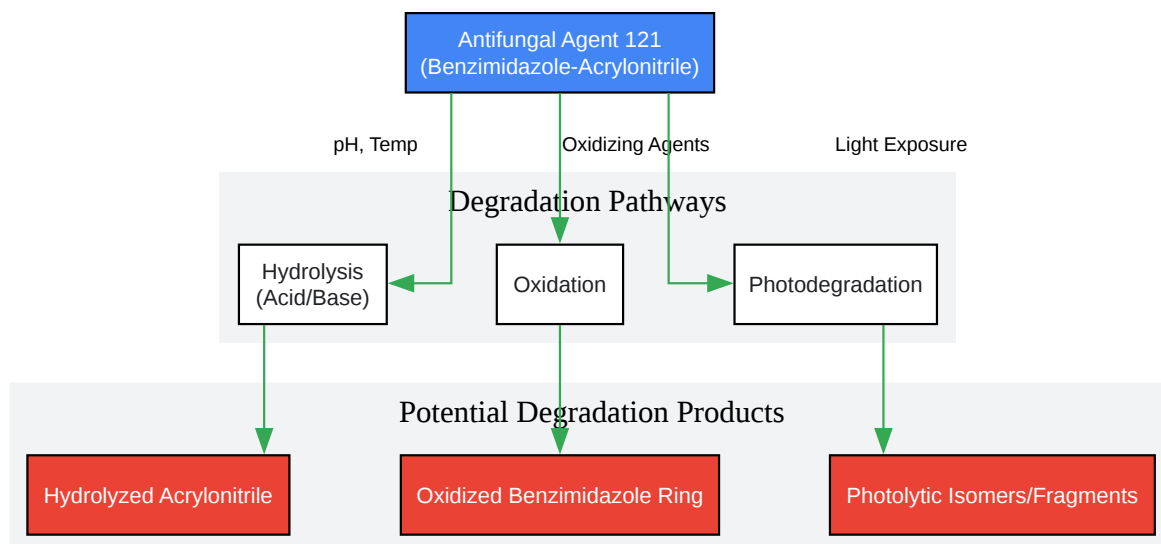 Antifungal Agent 121
(Benzimidazole-Acrylonitrile)
pH, Temp
Oxidizing Agents
Light Exposure
Degradation Pathways
Hydrolysis
(Acid/Base)
Oxidation
Photodegradation
Potential Degradation Products
Hydrolyzed Acrylonitrile
Oxidized Benzimidazole Ring
Photolytic Isomers/Fragments